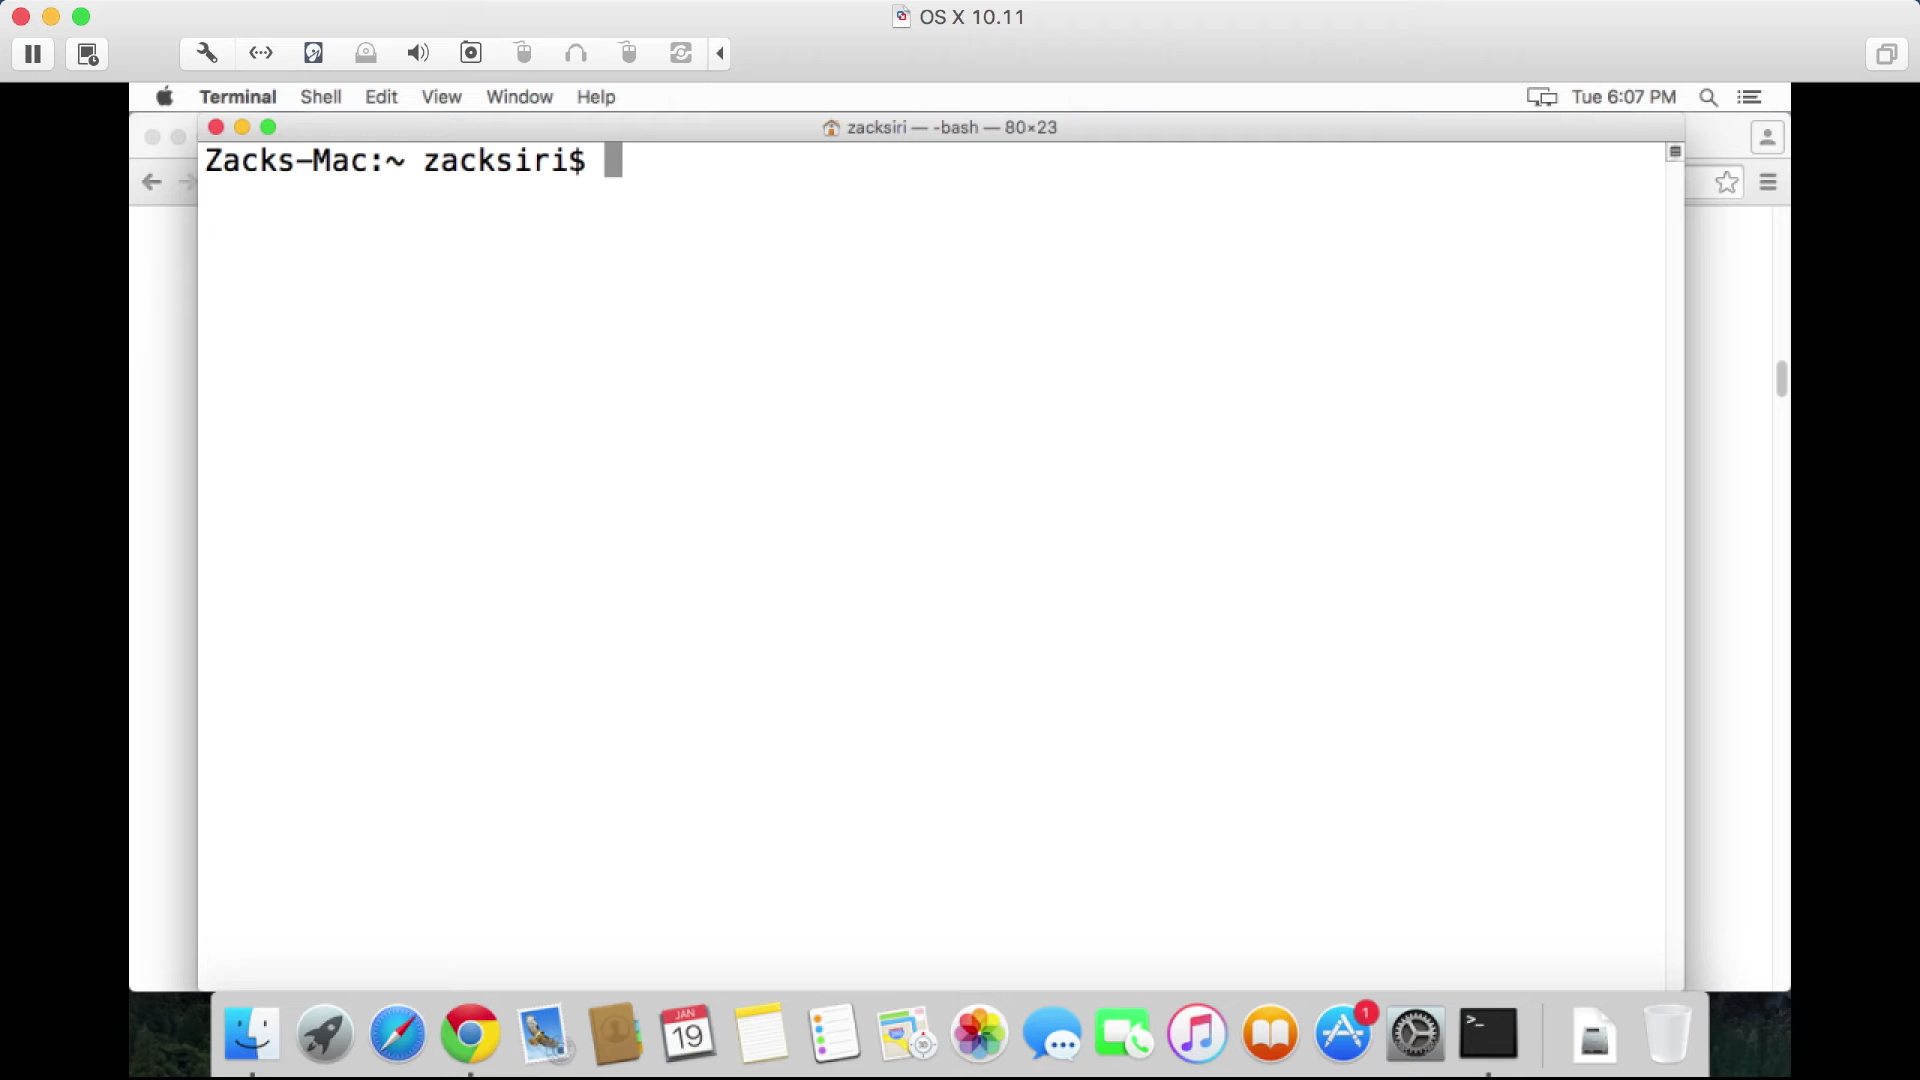 OS X 10.11
Terminal Shell Edit View Window Help
Tue 6:07 PM
zacksiri — -bash — 80×23
Zacks-Mac:~ zacksiri$
JAN
19
1
>_